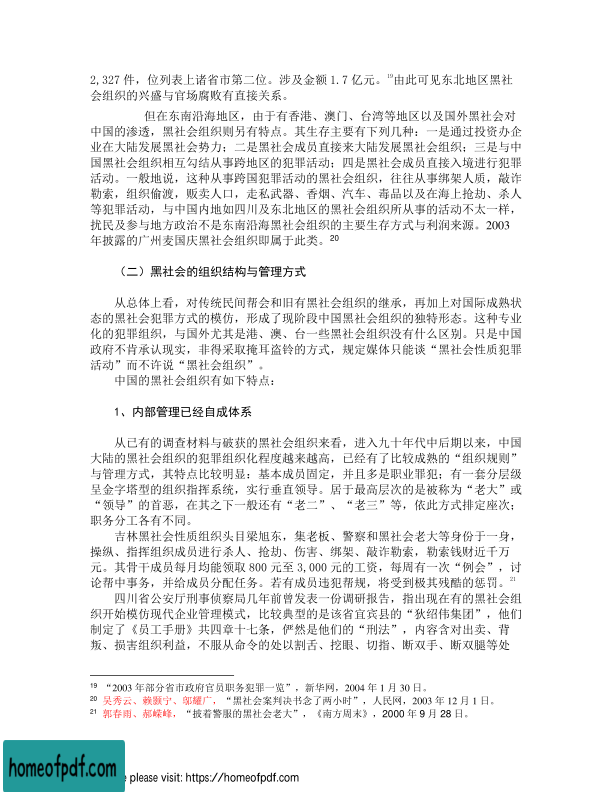 2,327 件，位列表上诸省市第二位。涉及金额 1.7 亿元。19由此可见东北地区黑社
会组织的兴盛与官场腐败有直接关系。
但在东南沿海地区，由于有香港、澳门、台湾等地区以及国外黑社会对
中国的渗透，黑社会组织则另有特点。其生存主要有下列几种：一是通过投资办企
业在大陆发展黑社会势力；二是黑社会成员直接来大陆发展黑社会组织；三是与中
国黑社会组织相互勾结从事跨地区的犯罪活动；四是黑社会成员直接入境进行犯罪
活动。一般地说，这种从事跨国犯罪活动的黑社会组织，往往从事绑架人质，敲诈
勒索，组织偷渡，贩卖人口，走私武器、香烟、汽车、毒品以及在海上抢劫、杀人
等犯罪活动，与中国内地如四川及东北地区的黑社会组织所从事的活动不太一样，
扰民及参与地方政治不是东南沿海黑社会组织的主要生存方式与利润来源。2003
年披露的广州麦国庆黑社会组织即属于此类。20
（二）黑社会的组织结构与管理方式
从总体上看，对传统民间帮会和旧有黑社会组织的继承，再加上对国际成熟状
态的黑社会犯罪方式的模仿，形成了现阶段中国黑社会组织的独特形态。这种专业
化的犯罪组织，与国外尤其是港、澳、台一些黑社会组织没有什么区别。只是中国
政府不肯承认现实，非得采取掩耳盗铃的方式，规定媒体只能谈“黑社会性质犯罪
活动”而不许说“黑社会组织”。
中国的黑社会组织有如下特点：
1、内部管理已经自成体系
从已有的调查材料与破获的黑社会组织来看，进入九十年代中后期以来，中国
大陆的黑社会组织的犯罪组织化程度越来越高，已经有了比较成熟的“组织规则”
与管理方式，其特点比较明显：基本成员固定，并且多是职业罪犯；有一套分层级
呈金字塔型的组织指挥系统，实行垂直领导。居于最高层次的是被称为“老大”或
“领导”的首恶，在其之下一般还有“老二”、“老三”等，依此方式排定座次；
职务分工各有不同。
吉林黑社会性质组织头目梁旭东，集老板、警察和黑社会老大等身份于一身，
操纵、指挥组织成员进行杀人、抢劫、伤害、绑架、敲诈勒索，勒索钱财近千万
元。其骨干成员每月均能领取 800 元至 3,000 元的工资，每周有一次“例会”，讨
论帮中事务，并给成员分配任务。若有成员违犯帮规，将受到极其残酷的惩罚。21
四川省公安厅刑事侦察局几年前曾发表一份调研报告，指出现在有的黑社会组
织开始模仿现代企业管理模式，比较典型的是该省宜宾县的“狄绍伟集团”，他们
制定了《员工手册》共四章十七条，俨然是他们的“刑法”，内容含对出卖、背
叛、损害组织利益，不服从命令的处以割舌、挖眼、切指、断双手、断双腿等处
19 “2003 年部分省市政府官员职务犯罪一览”，新华网，2004 年 1 月 30 日。
20 吴秀云、赖颢宁、邬耀广，“黑社会案判决书念了两小时”，人民网，2003 年 12 月 1 日。
21 郭春雨、郝嵘峰，“披着警服的黑社会老大”，《南方周末》，2000 年 9 月 28 日。
homeofpdf.com
e please visit: https://homeofpdf.com